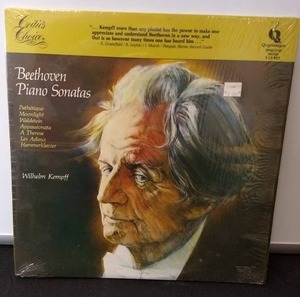 Critic's
Choice
"... Kempff more than any pianist has the power to make one
appreciate and understand Beethoven in a new way, and that
is so however many times one has heard him ..."
Quintessence
Beethoven
Piano Sonatas
Pathétique
Moonlight
Waldstein
Appassionata
A Therese
Les Adieux
Hammerklavier
Wilhelm Kempff